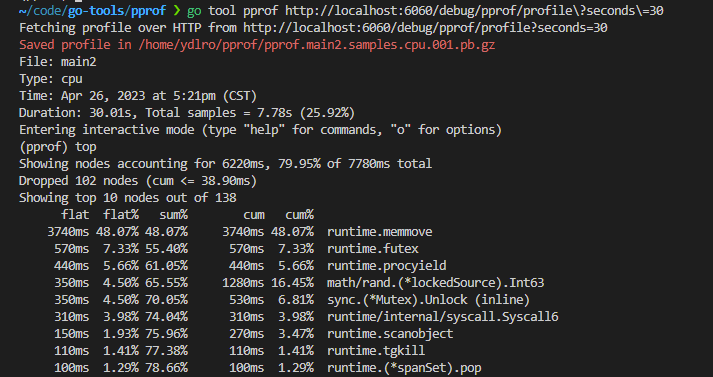 ~/code/go-tools/pprof ❯ go tool pprof http://localhost:6060/debug/pprof/profile\?seconds\=30
Fetching profile over HTTP from http://localhost:6060/debug/pprof/profile?seconds=30
Saved profile in /home/ydlro/pprof/pprof.main2.samples.cpu.001.pb.gz
File: main2
Type: cpu
Time: Apr 26, 2023 at 5:21pm (CST)
Duration: 30.01s, Total samples = 7.78s (25.92%)
Entering interactive mode (type "help" for commands, "o" for options)
(pprof) top
Showing nodes accounting for 6220ms, 79.95% of 7780ms total
Dropped 102 nodes (cum <= 38.90ms)
Showing top 10 nodes out of 138
flat flat% sum% cum cum%
3740ms 48.07% 48.07% 3740ms 48.07% runtime.memmove
570ms 7.33% 55.40% 570ms 7.33% runtime.futex
440ms 5.66% 61.05% 440ms 5.66% runtime.procyield
350ms 4.50% 65.55% 1280ms 16.45% math/rand.(*lockedSource).Int63
350ms 4.50% 70.05% 530ms 6.81% sync.(*Mutex).Unlock (inline)
310ms 3.98% 74.04% 310ms 3.98% runtime/internal/syscall.Syscall6
150ms 1.93% 75.96% 270ms 3.47% runtime.scanobject
110ms 1.41% 77.38% 110ms 1.41% runtime.tgkill
100ms 1.29% 78.66% 100ms 1.29% runtime.(*spanSet).pop